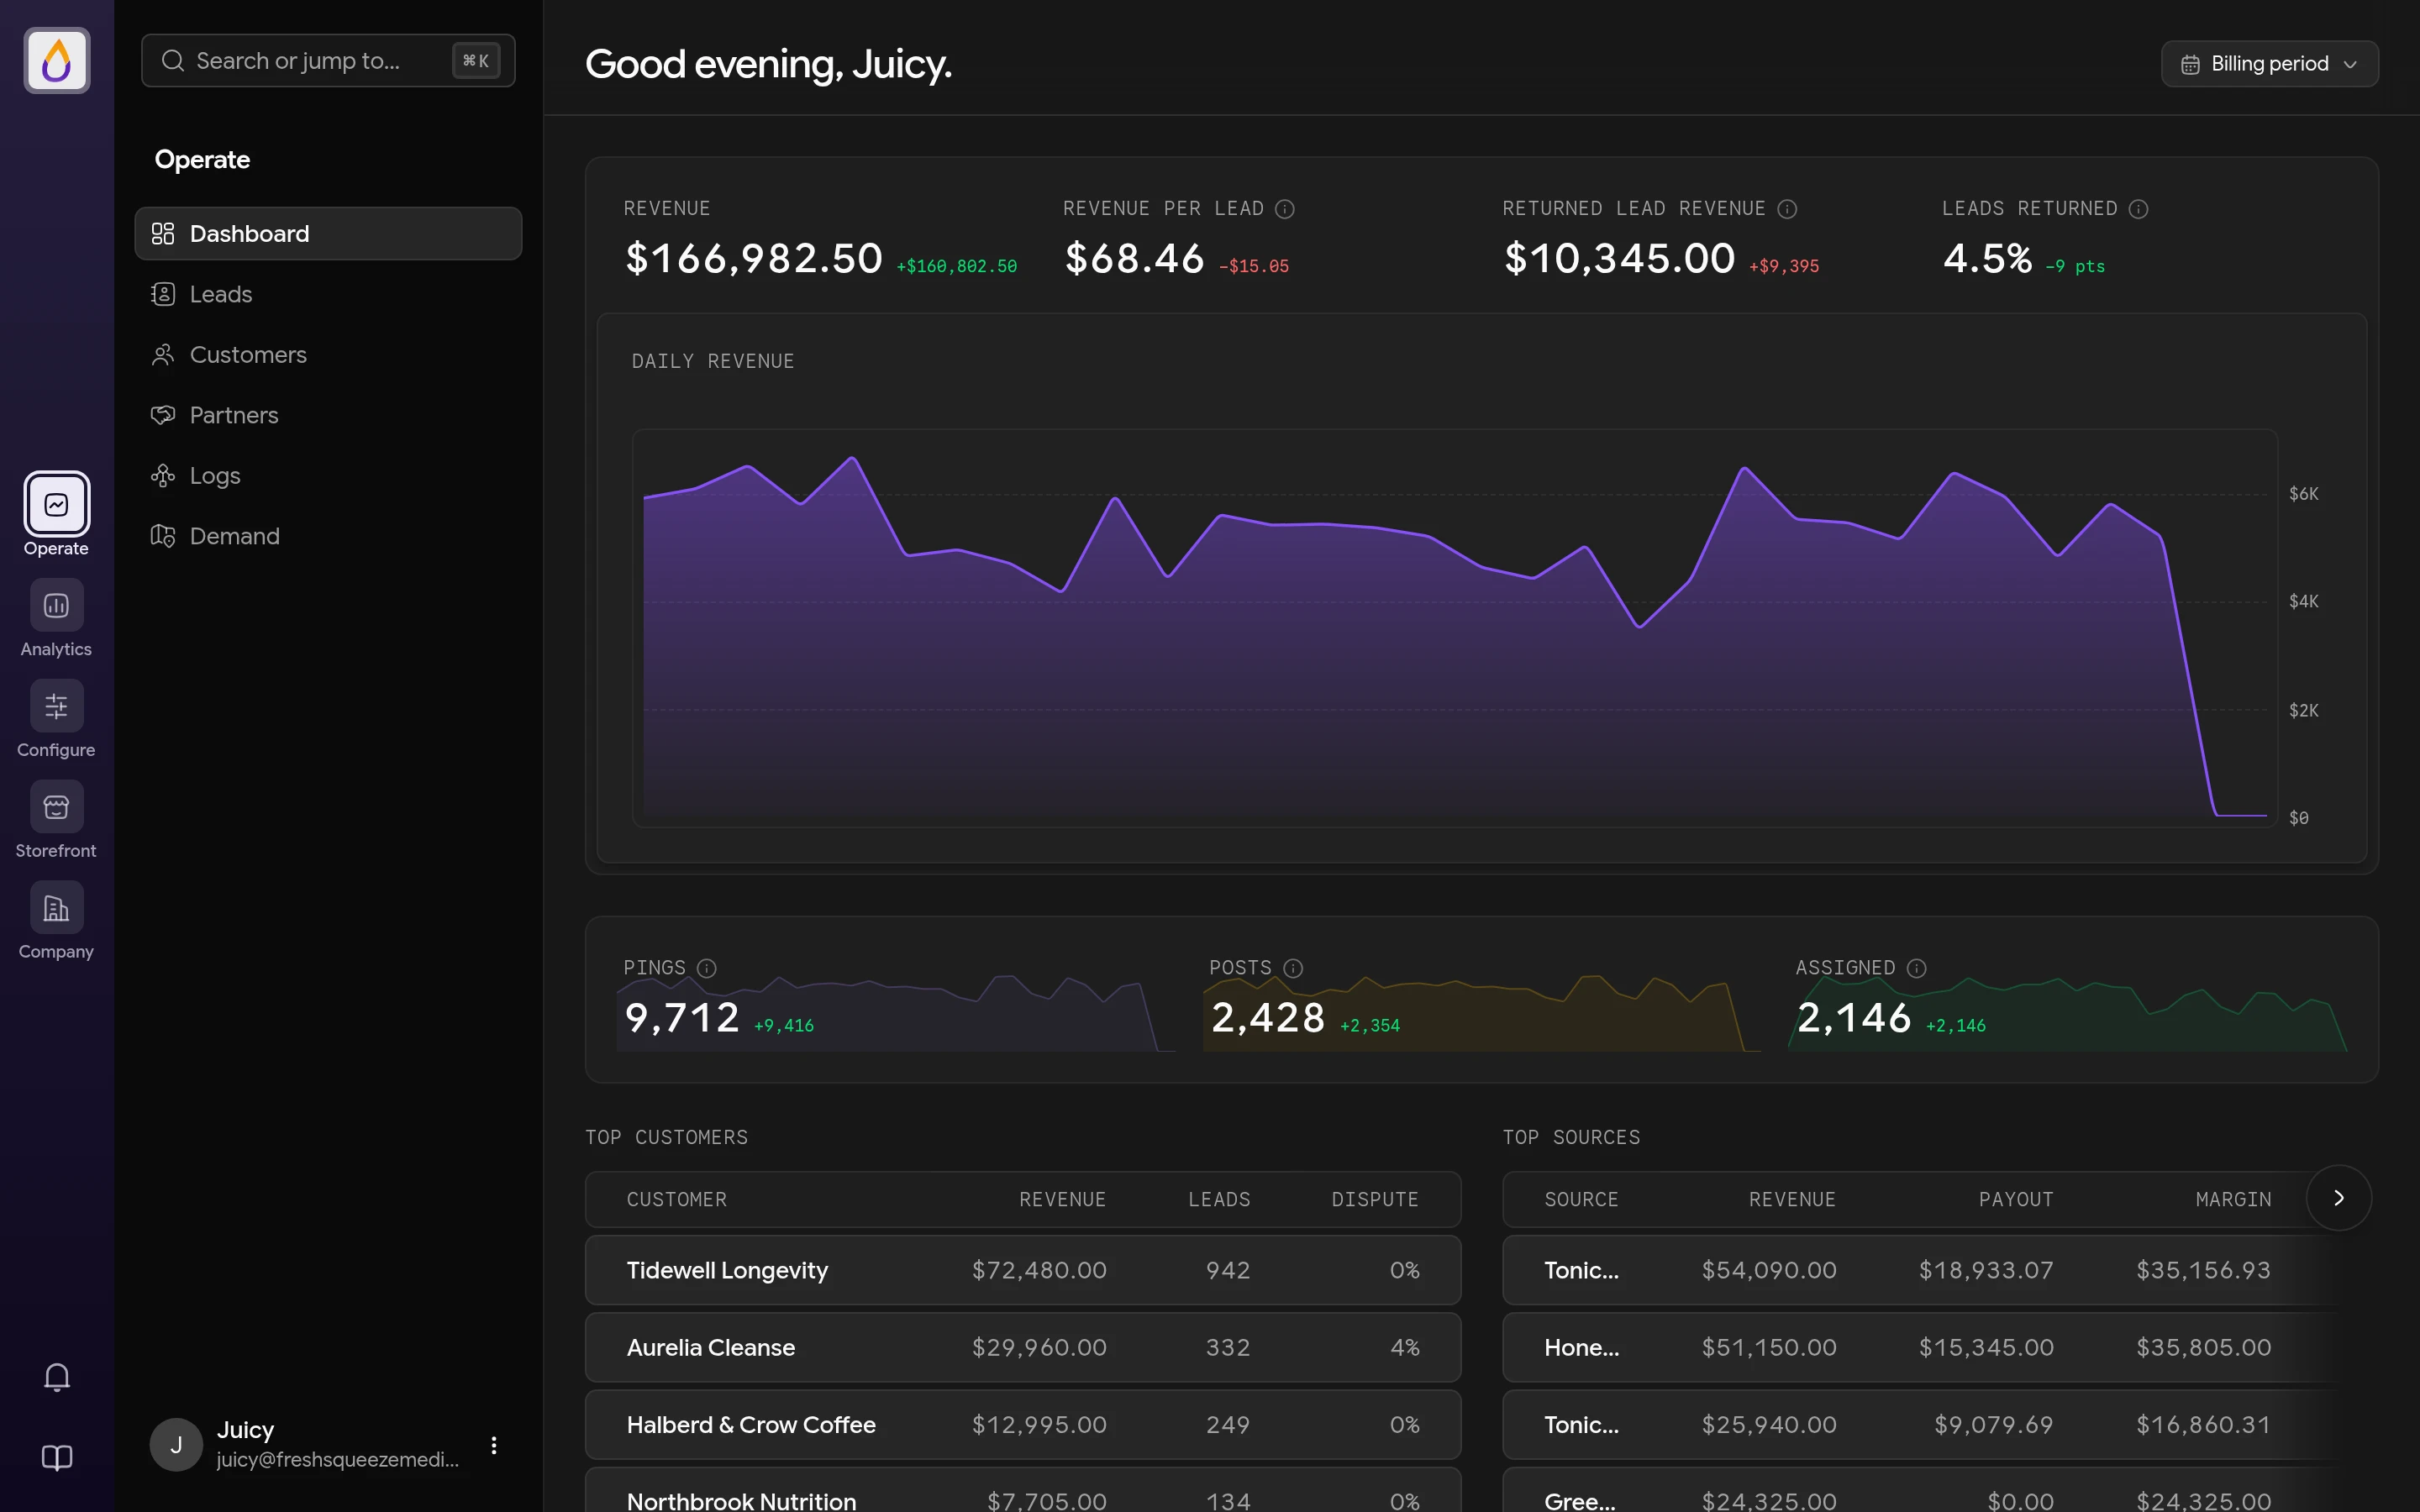 Search or jump to... ⌘K
Good evening, Juicy.
Billing period
Operate
Dashboard
Leads
Customers
Partners
Logs
Demand
Operate
Analytics
Configure
Storefront
Company
J
Juicy
juicy@freshsqueezemedi...
REVENUE
$166,982.50 +$160,802.50
REVENUE PER LEAD
$68.46 -$15.05
RETURNED LEAD REVENUE
$10,345.00 +$9,395
LEADS RETURNED
4.5% -9 pts
DAILY REVENUE
$6K
$4K
$2K
$0
PINGS
9,712 +9,416
POSTS
2,428 +2,354
ASSIGNED
2,146 +2,146
TOP CUSTOMERS
CUSTOMER REVENUE LEADS DISPUTE
Tidewell Longevity $72,480.00 942 0%
Aurelia Cleanse $29,960.00 332 4%
Halberd & Crow Coffee $12,995.00 249 0%
Northbrook Nutrition $7,705.00 134 0%
TOP SOURCES
SOURCE REVENUE PAYOUT MARGIN
Tonic... $54,090.00 $18,933.07 $35,156.93
Hone... $51,150.00 $15,345.00 $35,805.00
Tonic... $25,940.00 $9,079.69 $16,860.31
Gree... $24,325.00 $0.00 $24,325.00